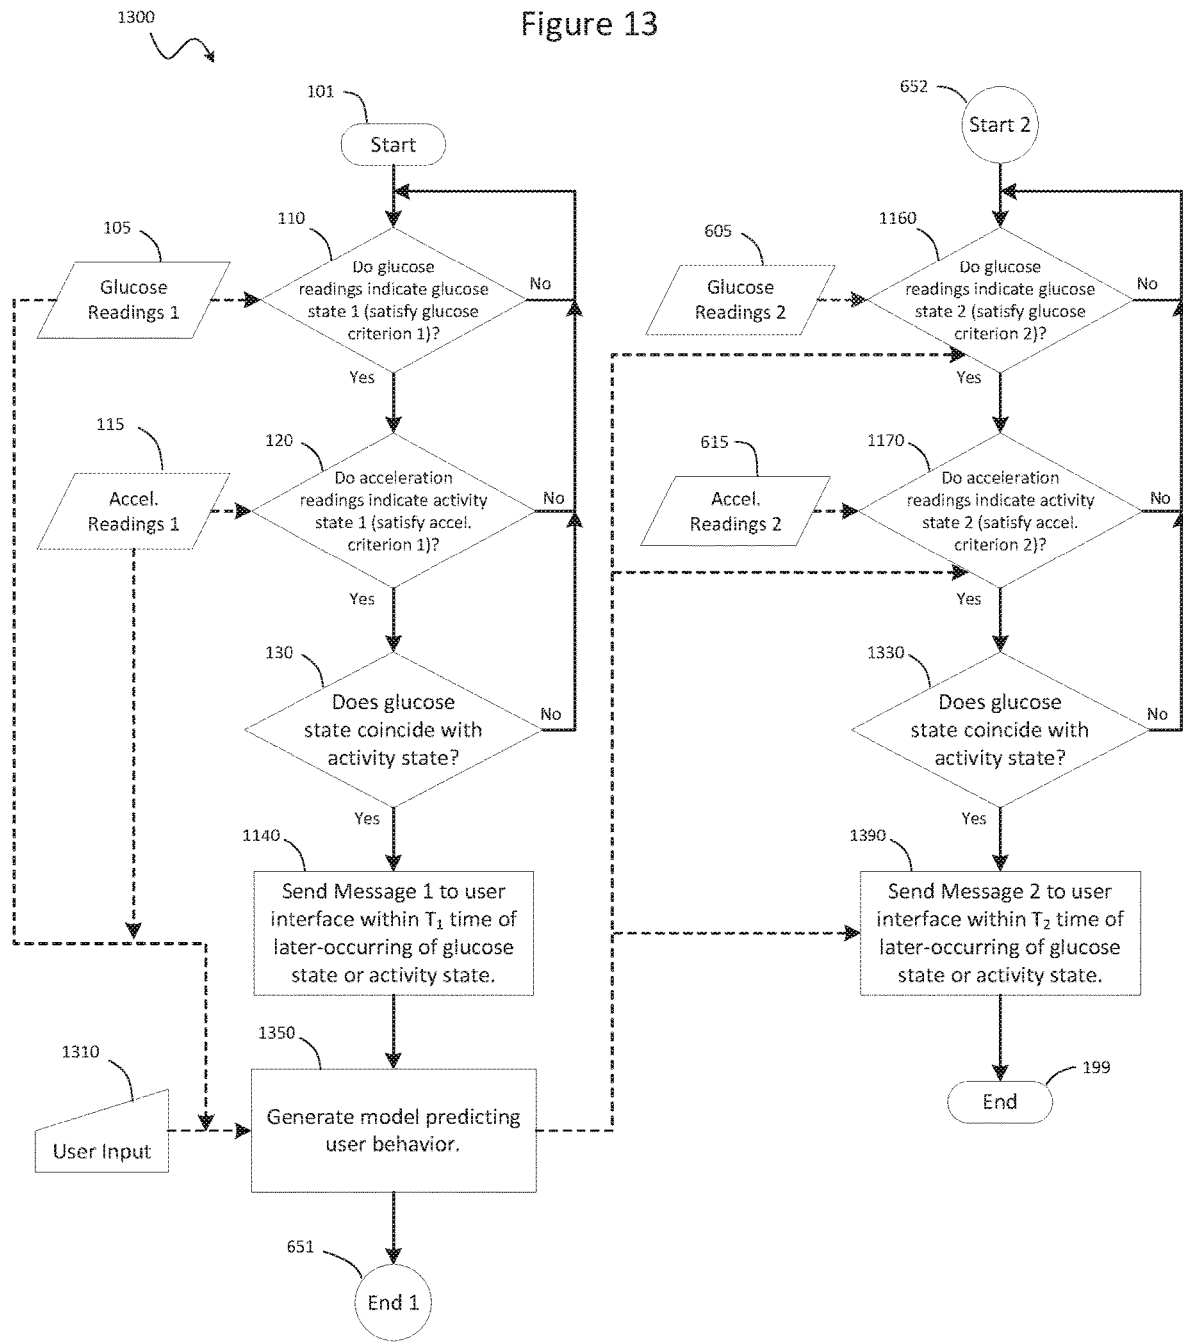 Figure 13
1300
101
Start
105
Glucose
Readings 1
110
Do glucose
readings indicate glucose
state 1 (satisfy glucose
criterion 1)?
No
Yes
115
Accel.
Readings 1
120
Do acceleration
readings indicate activity
state 1 (satisfy accel.
criterion 1)?
No
Yes
130
Does glucose
state coincide with
activity state?
No
Yes
1140
Send Message 1 to user
interface within T₁ time of
later-occurring of glucose
state or activity state.
1310
User Input
1350
Generate model predicting
user behavior.
651
End 1
652
Start 2
605
Glucose
Readings 2
1160
Do glucose
readings indicate glucose
state 2 (satisfy glucose
criterion 2)?
No
Yes
615
Accel.
Readings 2
1170
Do acceleration
readings indicate activity
state 2 (satisfy accel.
criterion 2)?
No
Yes
1330
Does glucose
state coincide with
activity state?
No
Yes
1390
Send Message 2 to user
interface within T₂ time of
later-occurring of glucose
state or activity state.
199
End